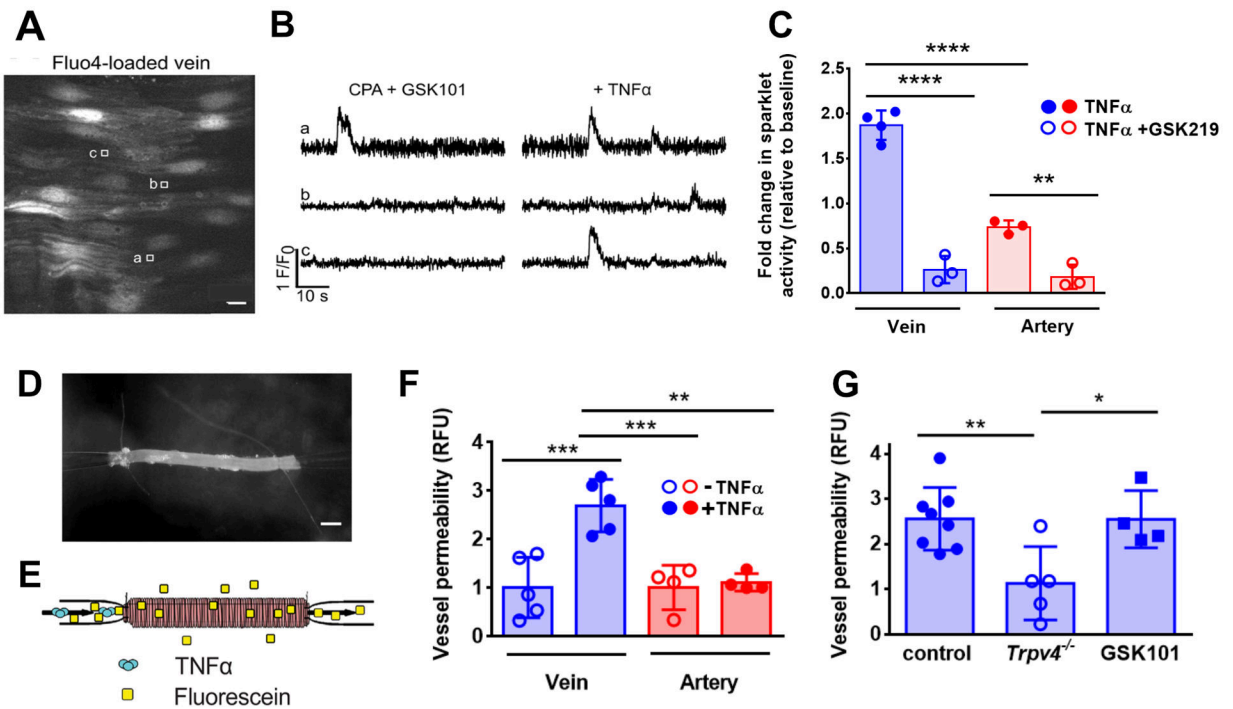 A
Fluo4-loaded vein
c
b
a
B
CPA + GSK101
+ TNFα
a
b
c
1 F/F0
10 s
C
****
****
**
TNFα
TNFα +GSK219
Fold change in sparklet
activity (relative to baseline)
2.5
2.0
1.5
1.0
0.5
0.0
Vein
Artery
D
E
TNFα
Fluorescein
F
Vessel permeability (RFU)
4
3
2
1
0
**
***
***
-TNFα
+TNFα
Vein
Artery
G
Vessel permeability (RFU)
4
3
2
1
0
**
*
control
Trpv4-/-
GSK101